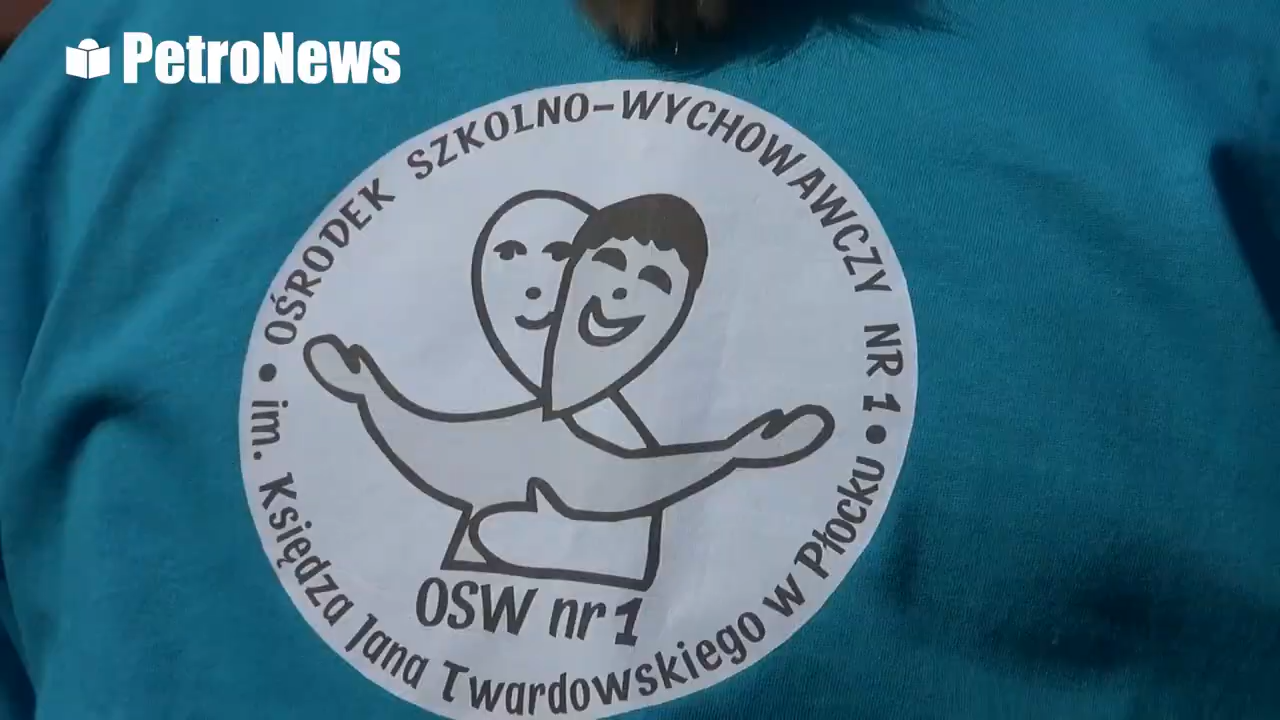 PetroNews
OŚRODEK SZKOLNO-WYCHOWAWCZY NR 1
• im. Księdza Jana Twardowskiego w Płocku •
OSW nr 1